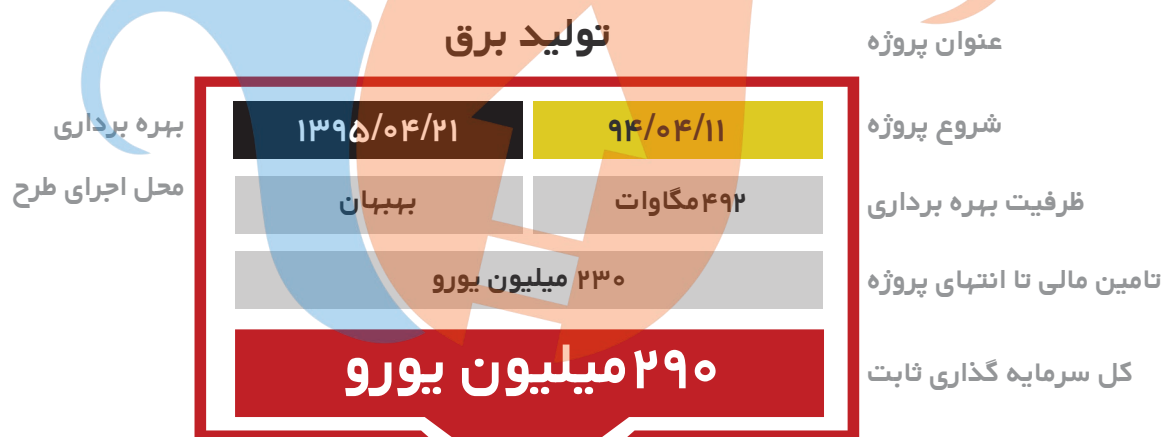 عنوان پروژه تولید برق
شروع پروژه ۹۴/۰۴/۱۱ ۱۳۹۵/۰۴/۲۱ بهره برداری
ظرفیت بهره برداری ۴۹۲مگاوات بهبهان محل اجرای طرح
تامین مالی تا انتهای پروژه ۲۳۰ میلیون یورو
کل سرمایه گذاری ثابت ۲۹۰میلیون یورو